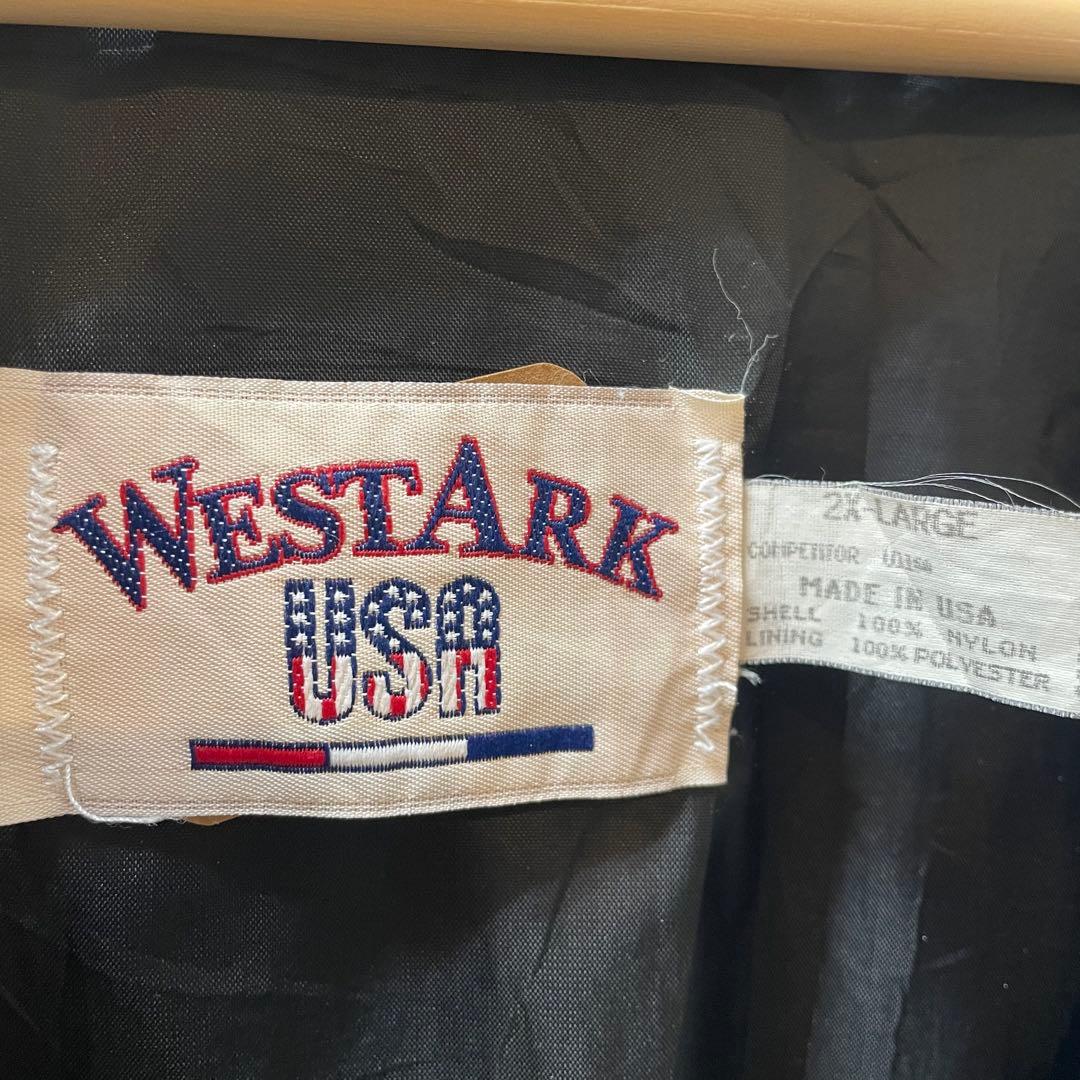 WESTARK
USA
2X-LARGE
COMPETITOR
MADE IN USA
SHELL 100% NYLON
LINING 100% POLYESTER